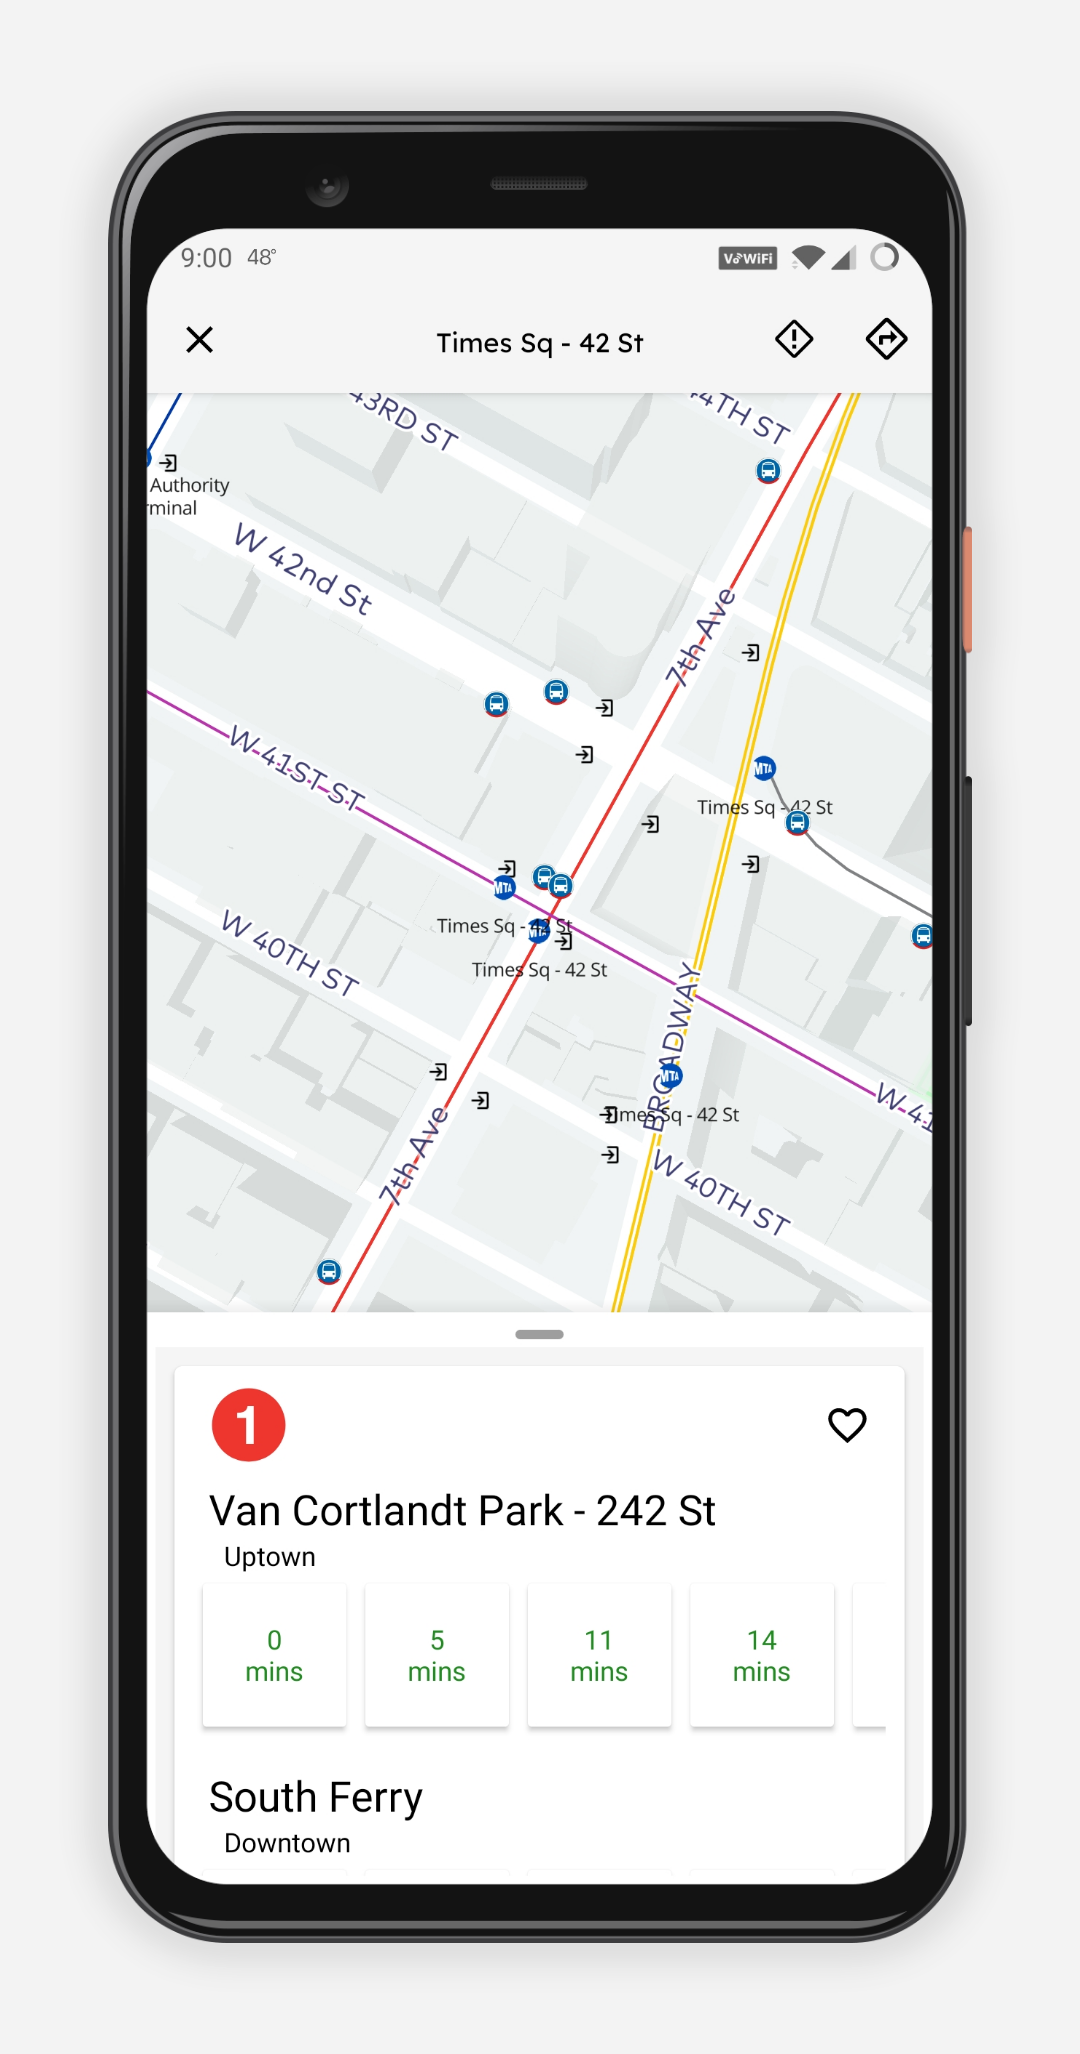 9:00 48°
VoWiFi
Times Sq - 42 St
43RD ST
44TH ST
Authority
W 42nd St
7th Ave
W 41ST ST
MTA
Times Sq - 42 St
MTA
Times Sq - 42 St
MTA
Times Sq - 42 St
W 40TH ST
BROADWAY
MTA
Times Sq - 42 St
W 41
7th Ave
W 40TH ST
1
Van Cortlandt Park - 242 St
Uptown
0 mins
5 mins
11 mins
14 mins
South Ferry
Downtown